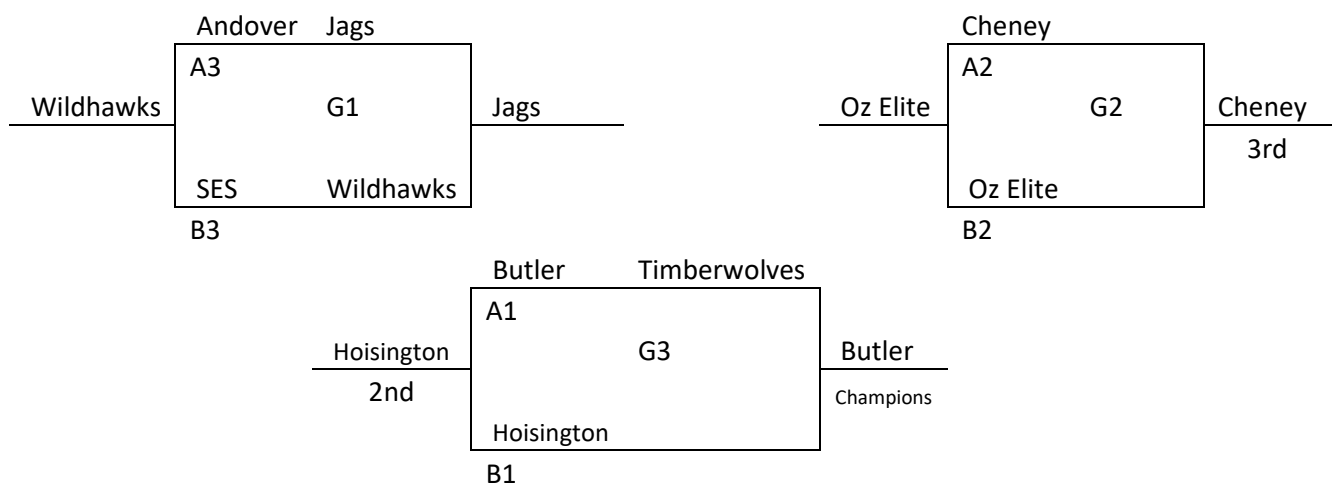 Andover Jags
A3
Wildhawks
G1
Jags
SES Wildhawks
B3
Cheney
A2
Oz Elite
G2
Cheney
3rd
Oz Elite
B2
Butler Timberwolves
A1
Hoisington
G3
Butler
2nd
Champions
Hoisington
B1